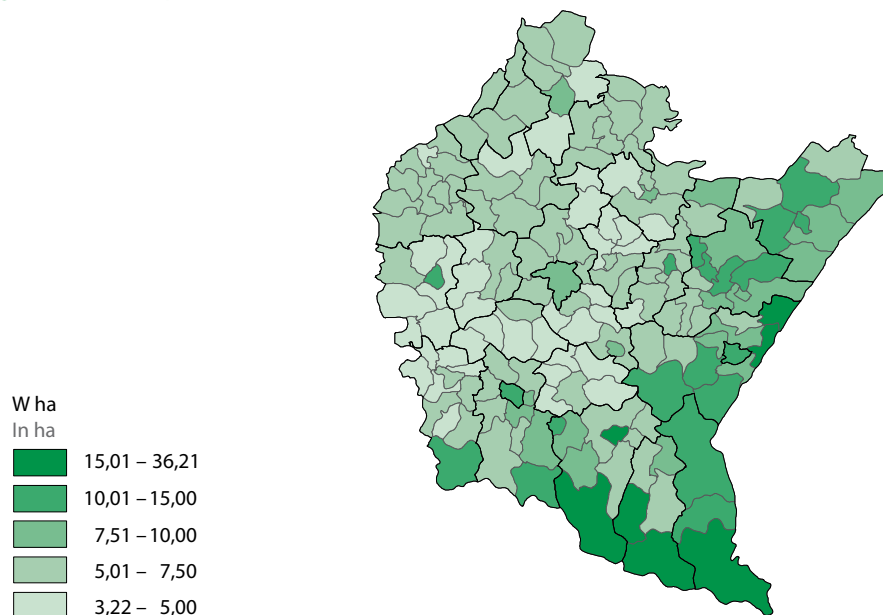 W ha
In ha
15,01 – 36,21
10,01 – 15,00
7,51 – 10,00
5,01 – 7,50
3,22 – 5,00